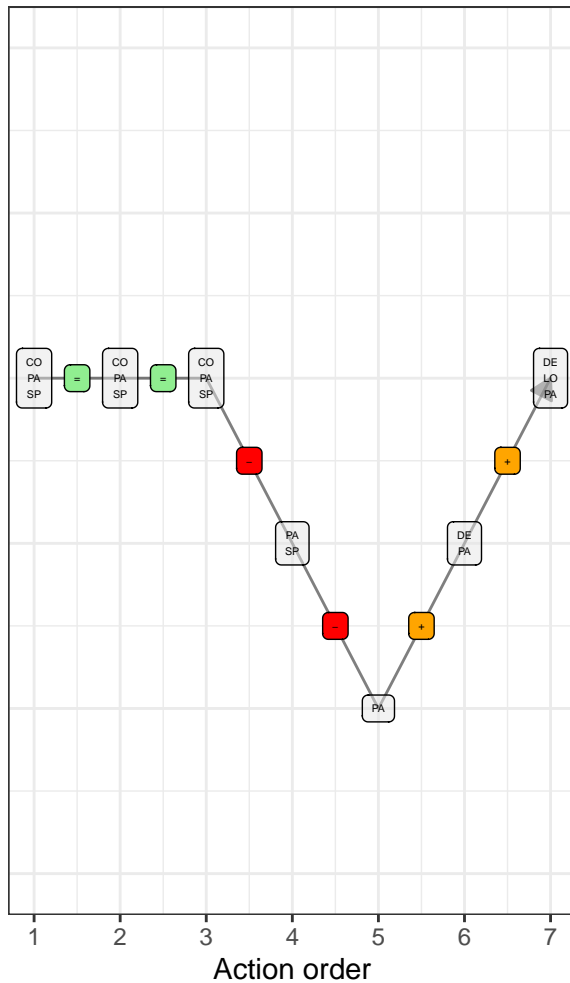 CO
PA
SP
=
CO
PA
SP
=
CO
PA
SP
−
PA
SP
−
PA
+
DE
PA
+
DE
LO
PA
1 2 3 4 5 6 7
Action order